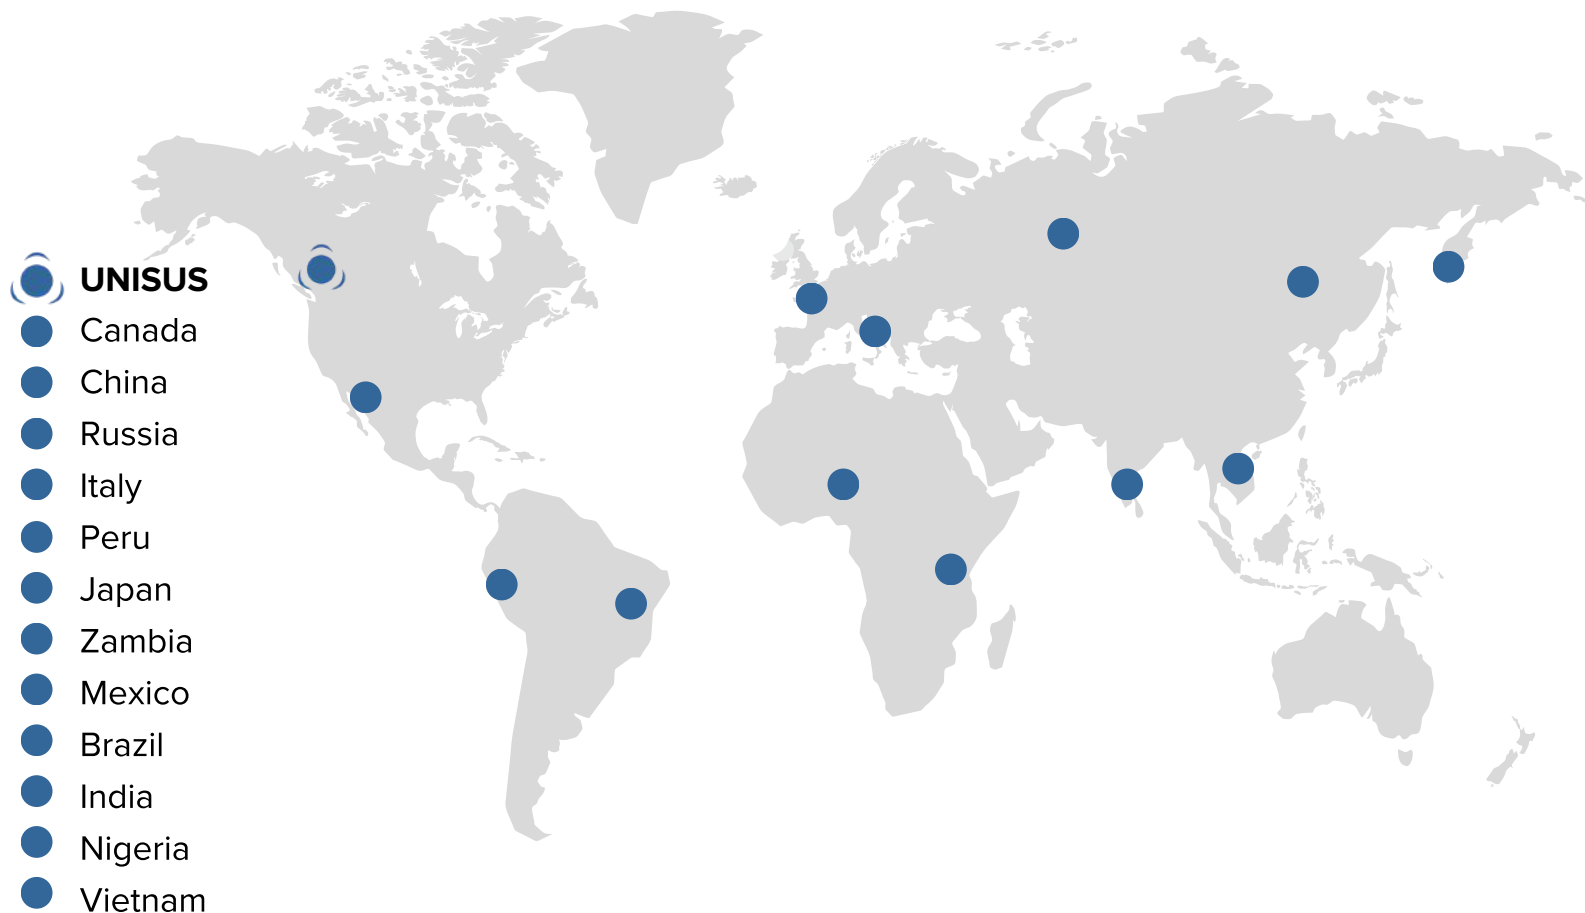 UNISUS
Canada
China
Russia
Italy
Peru
Japan
Zambia
Mexico
Brazil
India
Nigeria
Vietnam